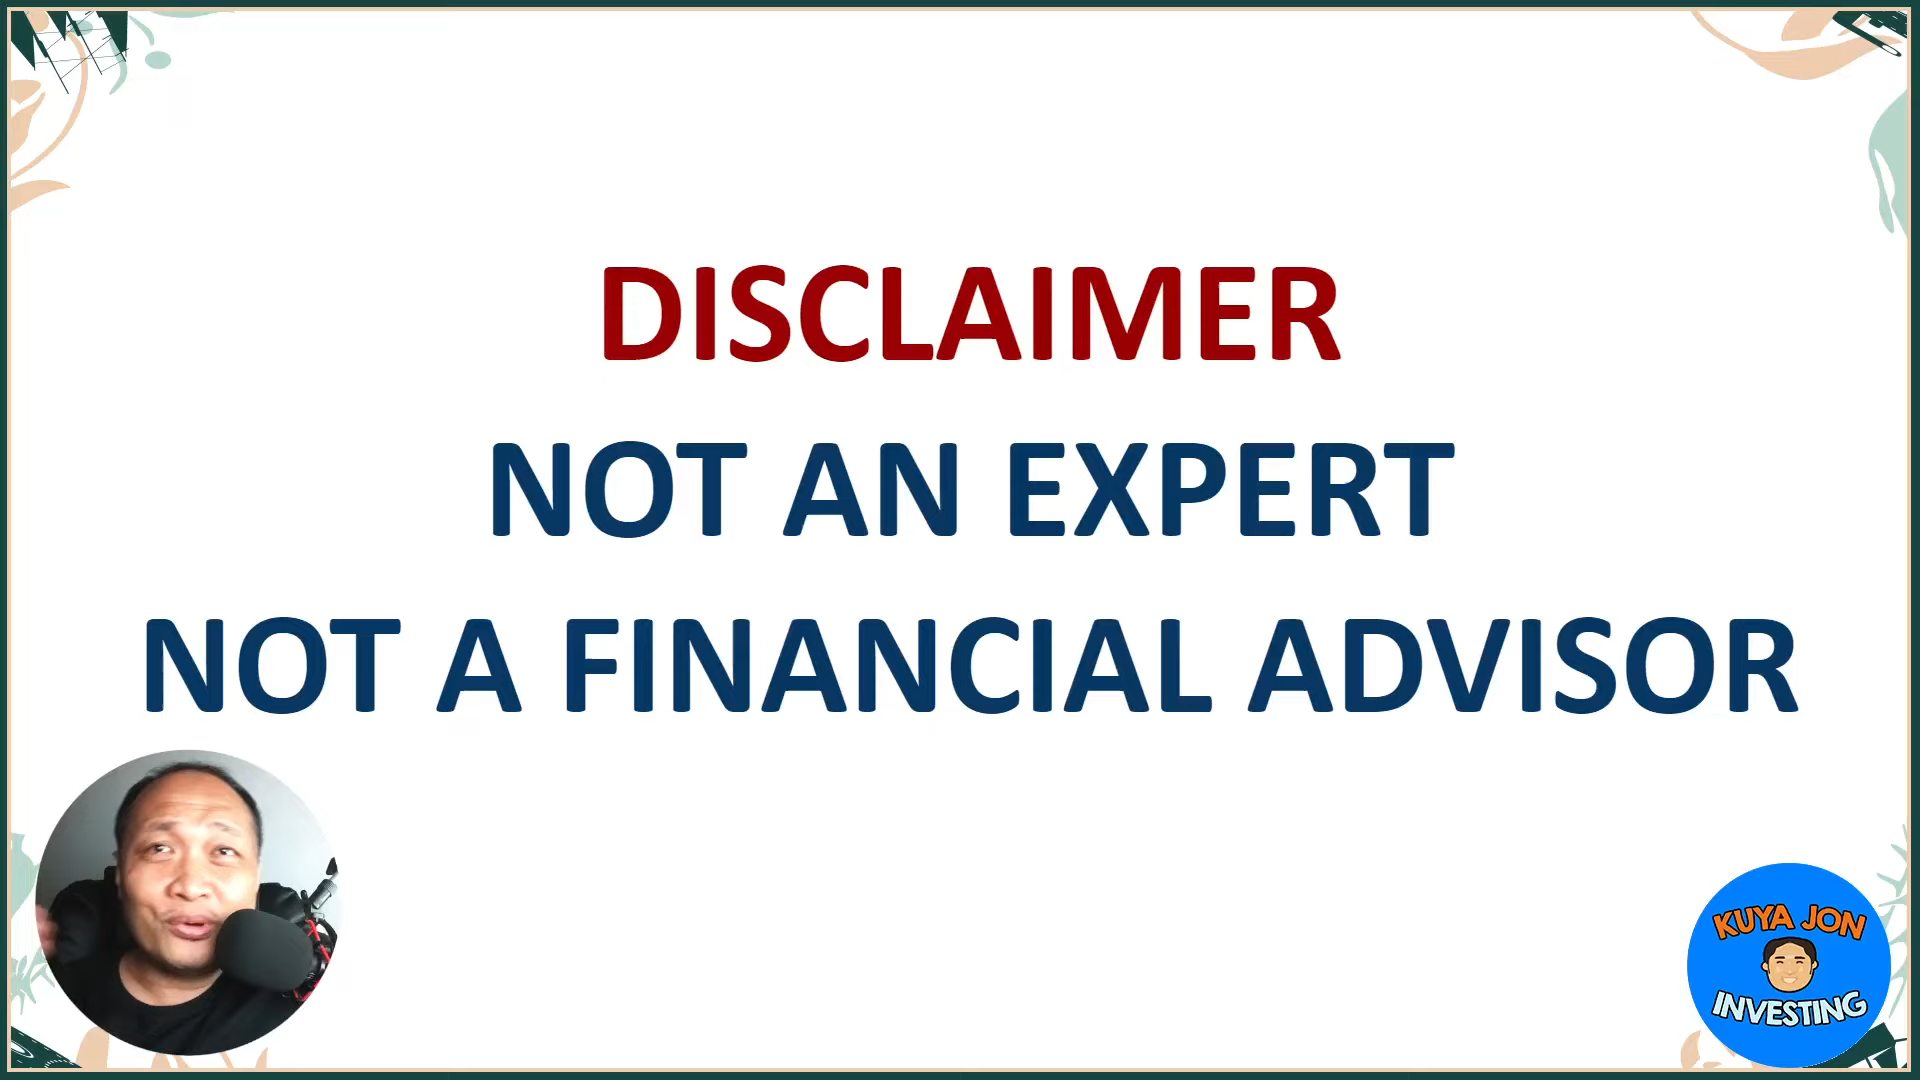 DISCLAIMER
NOT AN EXPERT
NOT A FINANCIAL ADVISOR
KUYA JON
INVESTING